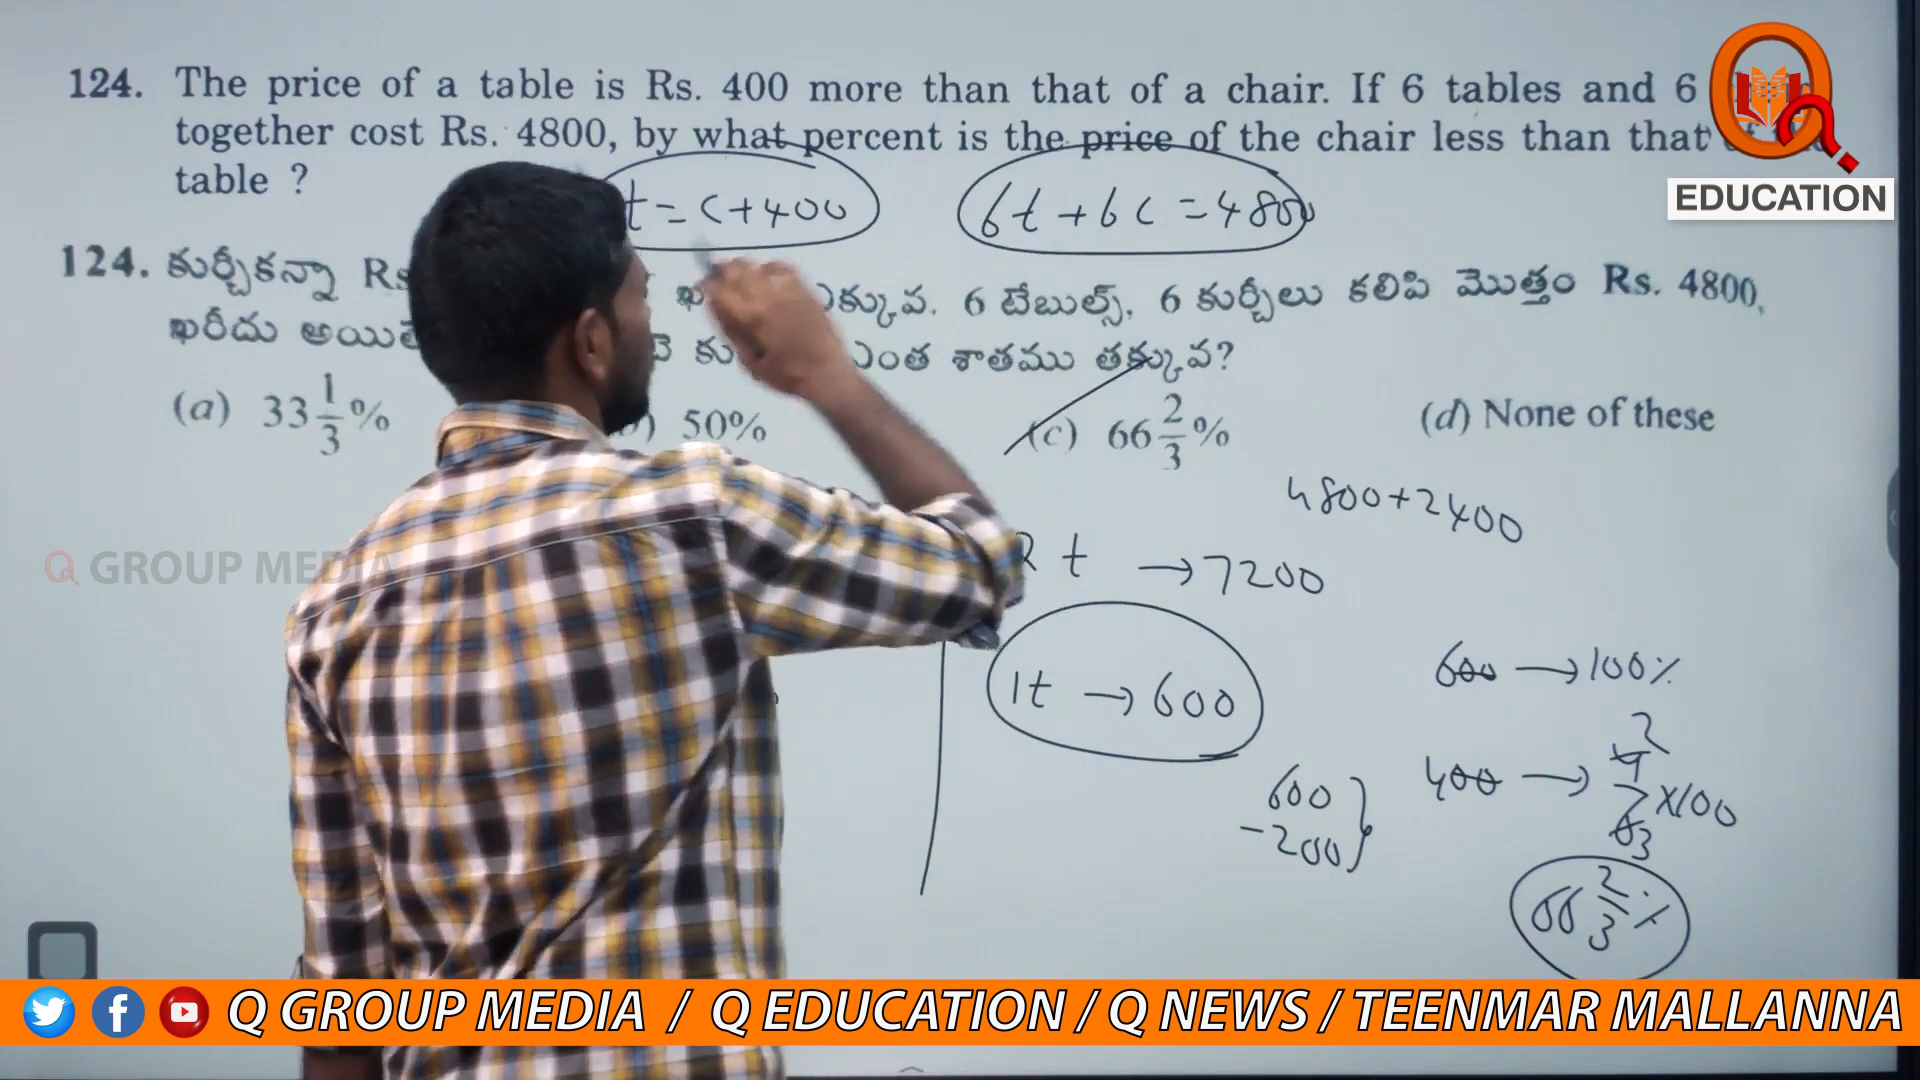 124. The price of a table is Rs. 400 more than that of a chair. If 6 tables and 6
together cost Rs. 4800, by what percent is the price of the chair less than that
table ?
EDUCATION
t = c + 400
6t + 6c = 4800
124. కుర్చీకన్నా Rs ఎక్కువ. 6 టేబుల్స్, 6 కుర్చీలు కలిపి మొత్తం Rs. 4800,
ఖరీదు ఎంత శాతము తక్కువ?
(a) 33 1/3 %
50%
(c) 66 2/3 %
(d) None of these
4800+2400
t → 7200
1t → 600
600 → 100%
400 → 4/6 ×100
2
3
600
-200
66 2/3 %
Q GROUP MEDIA
Q GROUP MEDIA / Q EDUCATION / Q NEWS / TEENMAR MALLANNA